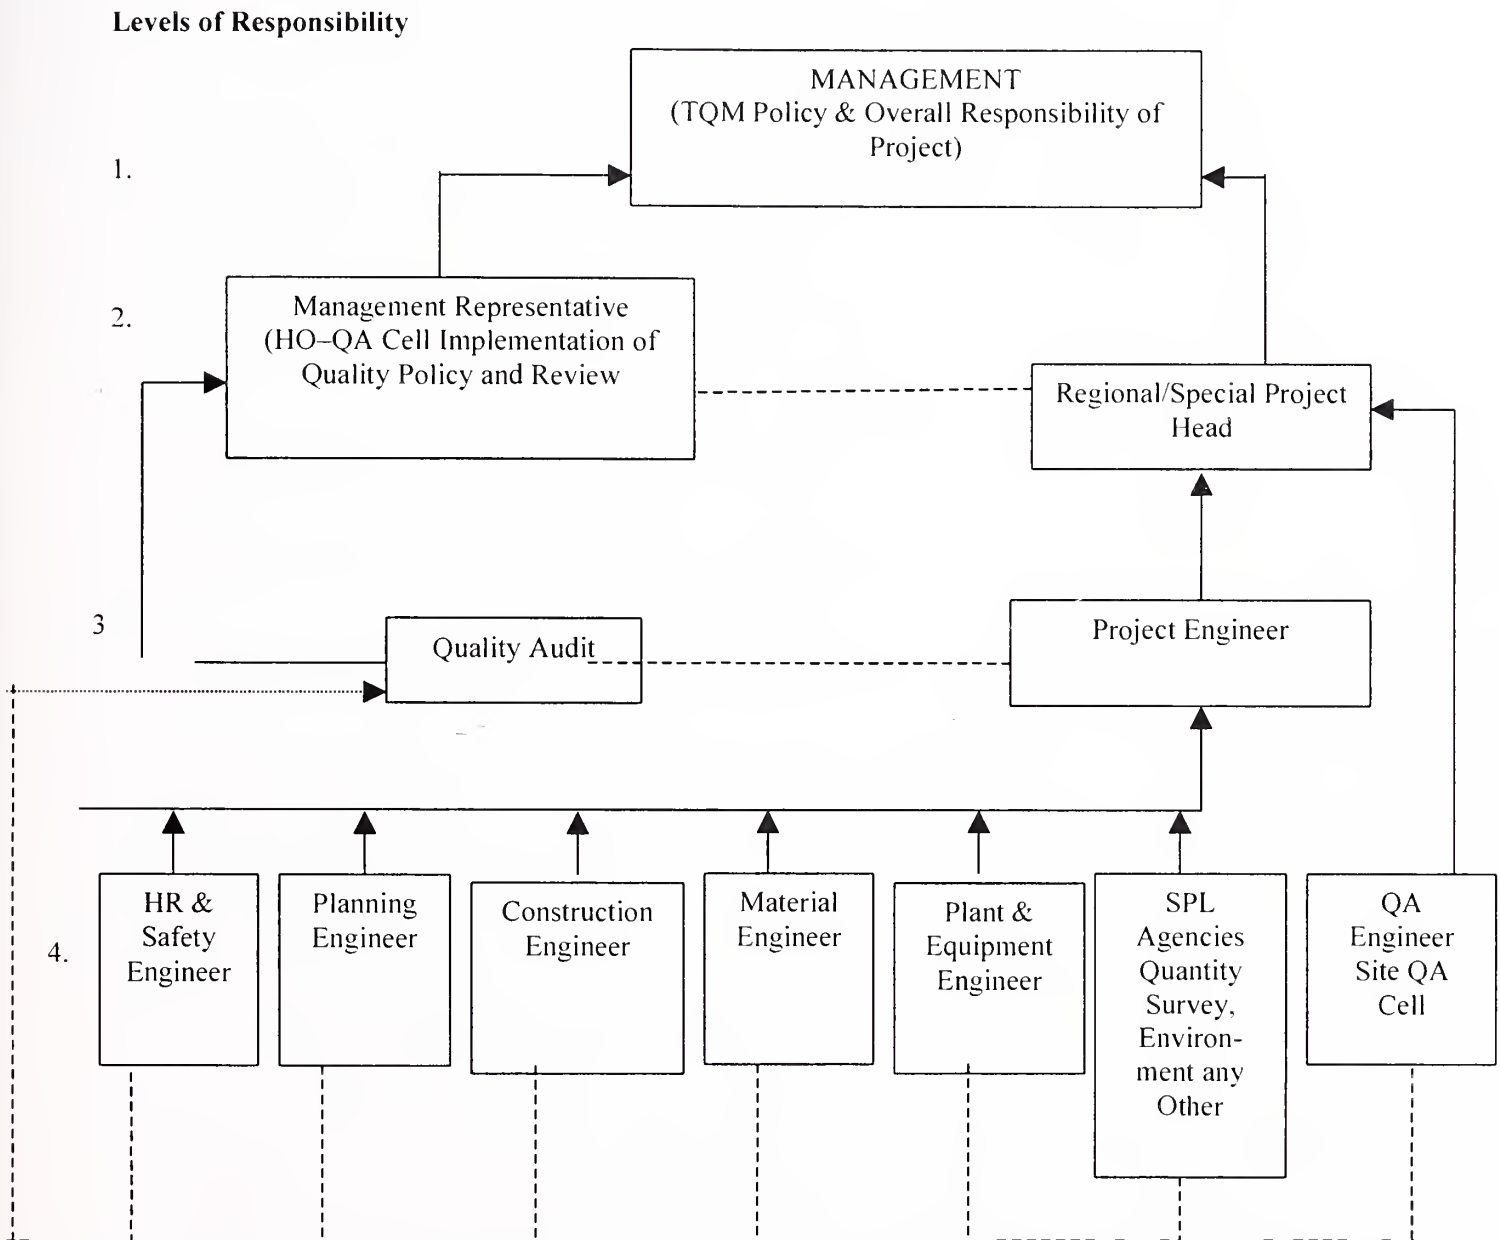 Levels of Responsibility
MANAGEMENT
(TQM Policy & Overall Responsibility of
Project)
1.
2.
Management Representative
(HO–QA Cell Implementation of
Quality Policy and Review
Regional/Special Project
Head
3
Quality Audit
Project Engineer
4.
HR &
Safety
Engineer
Planning
Engineer
Construction
Engineer
Material
Engineer
Plant &
Equipment
Engineer
SPL
Agencies
Quantity
Survey,
Environ-
ment any
Other
QA
Engineer
Site QA
Cell